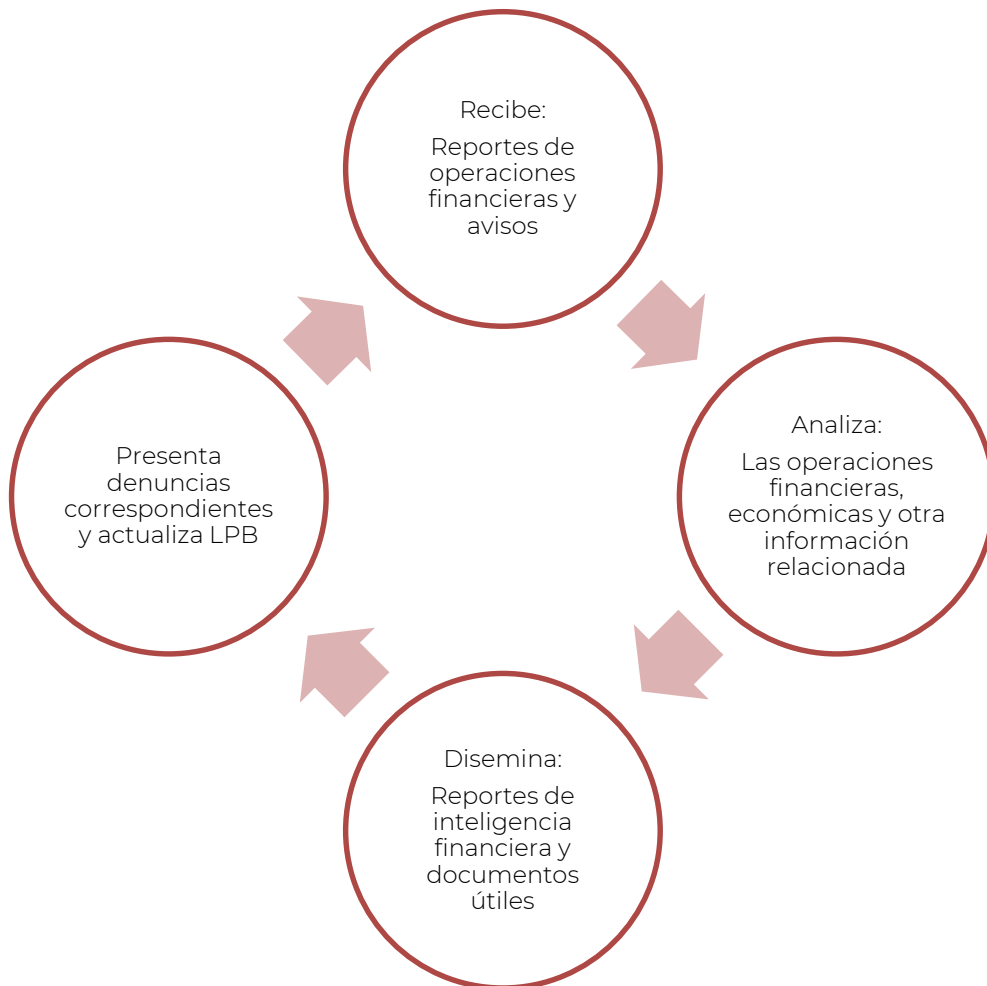 Recibe:
Reportes de
operaciones
financieras y
avisos
Analiza:
Las operaciones
financieras,
económicas y otra
información
relacionada
Disemina:
Reportes de
inteligencia
financiera y
documentos
útiles
Presenta
denuncias
correspondientes
y actualiza LPB